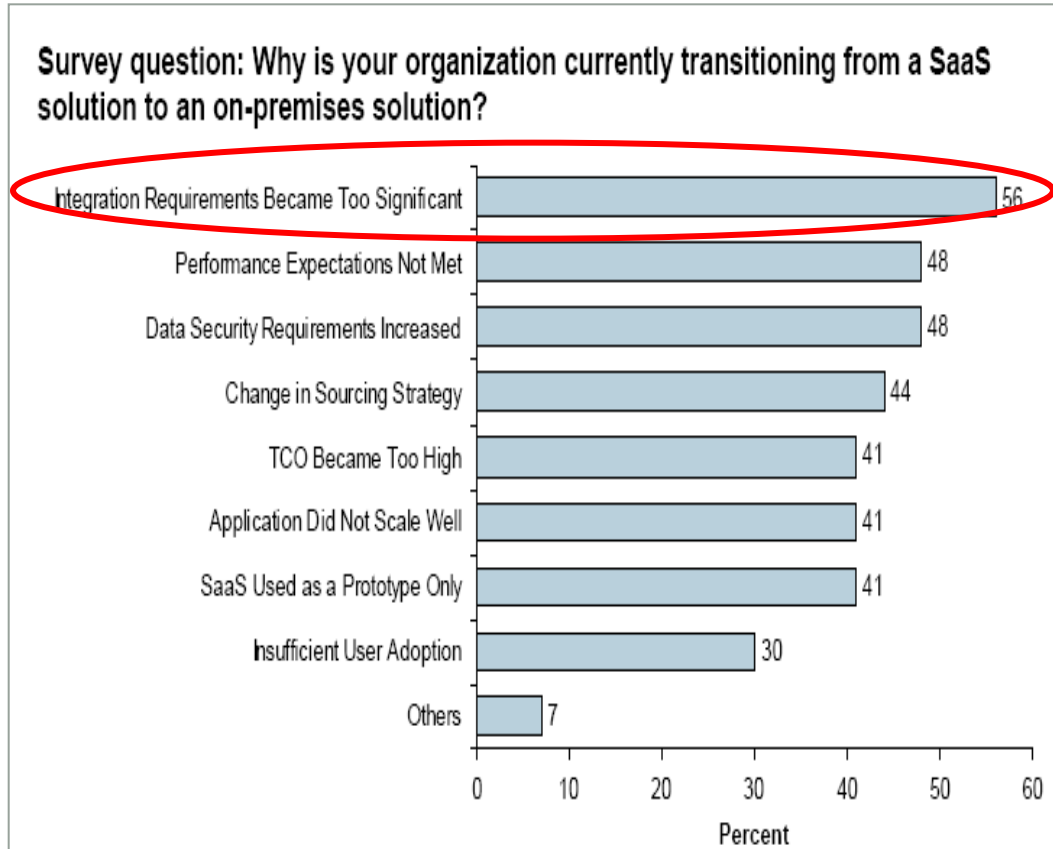 Survey question: Why is your organization currently transitioning from a SaaS
solution to an on-premises solution?
Integration Requirements Became Too Significant 56
Performance Expectations Not Met 48
Data Security Requirements Increased 48
Change in Sourcing Strategy 44
TCO Became Too High 41
Application Did Not Scale Well 41
SaaS Used as a Prototype Only 41
Insufficient User Adoption 30
Others 7
0 10 20 30 40 50 60
Percent